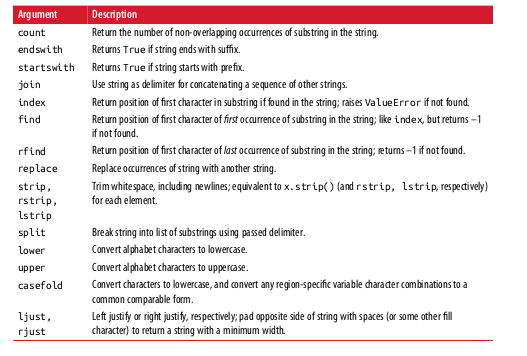 Argument Description
count Return the number of non-overlapping occurrences of substring in the string.
endswith Returns True if string ends with suffix.
startswith Returns True if string starts with prefix.
join Use string as delimiter for concatenating a sequence of other strings.
index Return position of first character in substring if found in the string; raises ValueError if not found.
find Return position of first character of first occurrence of substring in the string; like index, but returns –1
if not found.
rfind Return position of first character of last occurrence of substring in the string; returns –1 if not found.
replace Replace occurrences of string with another string.
strip, Trim whitespace, including newlines; equivalent to x.strip() (and rstrip, lstrip, respectively)
rstrip, for each element.
lstrip
split Break string into list of substrings using passed delimiter.
lower Convert alphabet characters to lowercase.
upper Convert alphabet characters to uppercase.
casefold Convert characters to lowercase, and convert any region-specific variable character combinations to a
common comparable form.
ljust, Left justify or right justify, respectively; pad opposite side of string with spaces (or some other fill
rjust character) to return a string with a minimum width.